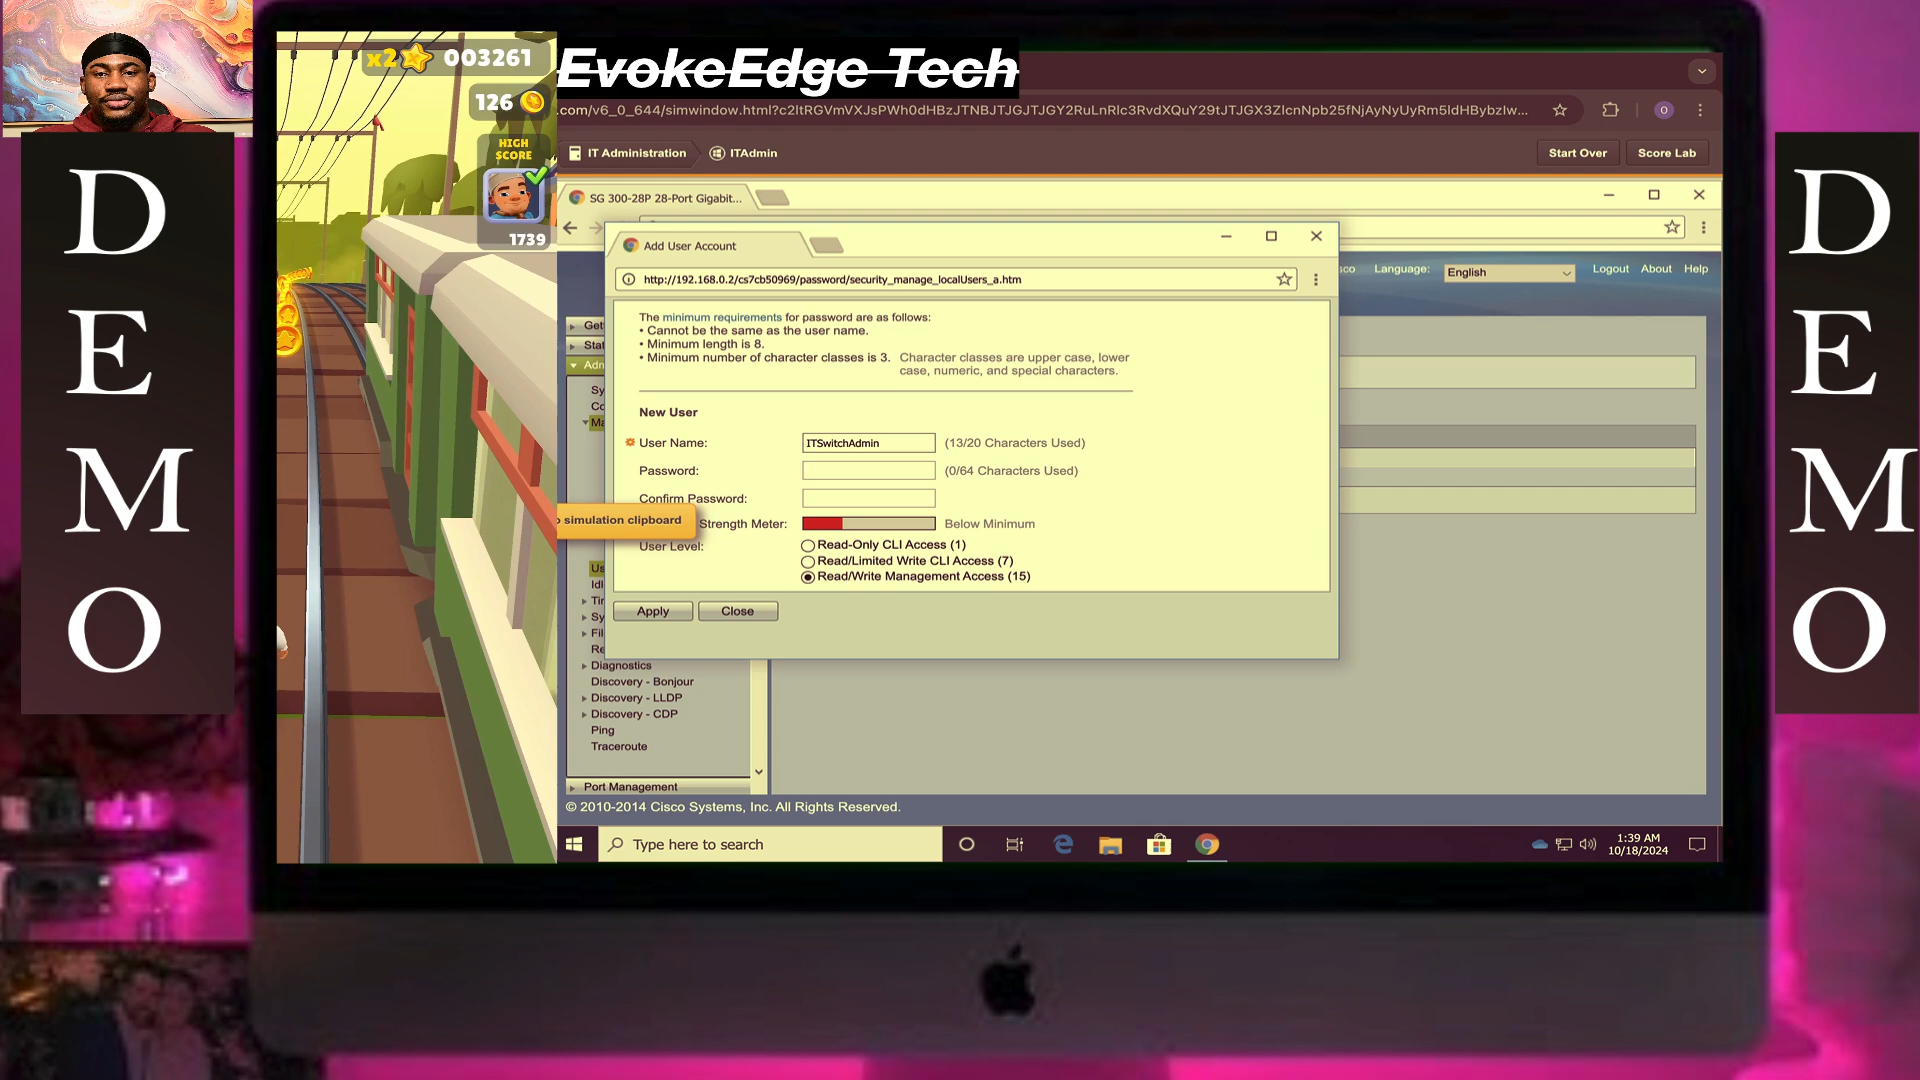 x2 003261
126
HIGH
SCORE
1739
EvokeEdge Tech
.com/v6_0_644/simwindow.html?c2ltRGVmVXJsPWh0dHBzJTNBJTJGJTJGY2RuLnRlc3RvdXQuY29tJTJGX3ZlcnNpb25fNjAyNyUyRm5ldHBybzIw...
O
IT Administration
ITAdmin
Start Over
Score Lab
SG 300-28P 28-Port Gigabit...
Add User Account
http://192.168.0.2/cs7cb50969/password/security_manage_localUsers_a.htm
Language:
English
Logout
About
Help
The minimum requirements for password are as follows:
• Cannot be the same as the user name.
• Minimum length is 8.
• Minimum number of character classes is 3. Character classes are upper case, lower
case, numeric, and special characters.
New User
User Name: ITSwitchAdmin (13/20 Characters Used)
Password: (0/64 Characters Used)
Confirm Password:
simulation clipboard
Strength Meter: Below Minimum
User Level: Read-Only CLI Access (1)
Read/Limited Write CLI Access (7)
Read/Write Management Access (15)
Apply
Close
Diagnostics
Discovery - Bonjour
Discovery - LLDP
Discovery - CDP
Ping
Traceroute
Port Management
© 2010-2014 Cisco Systems, Inc. All Rights Reserved.
Type here to search
1:39 AM
10/18/2024
DEMO
DEMO